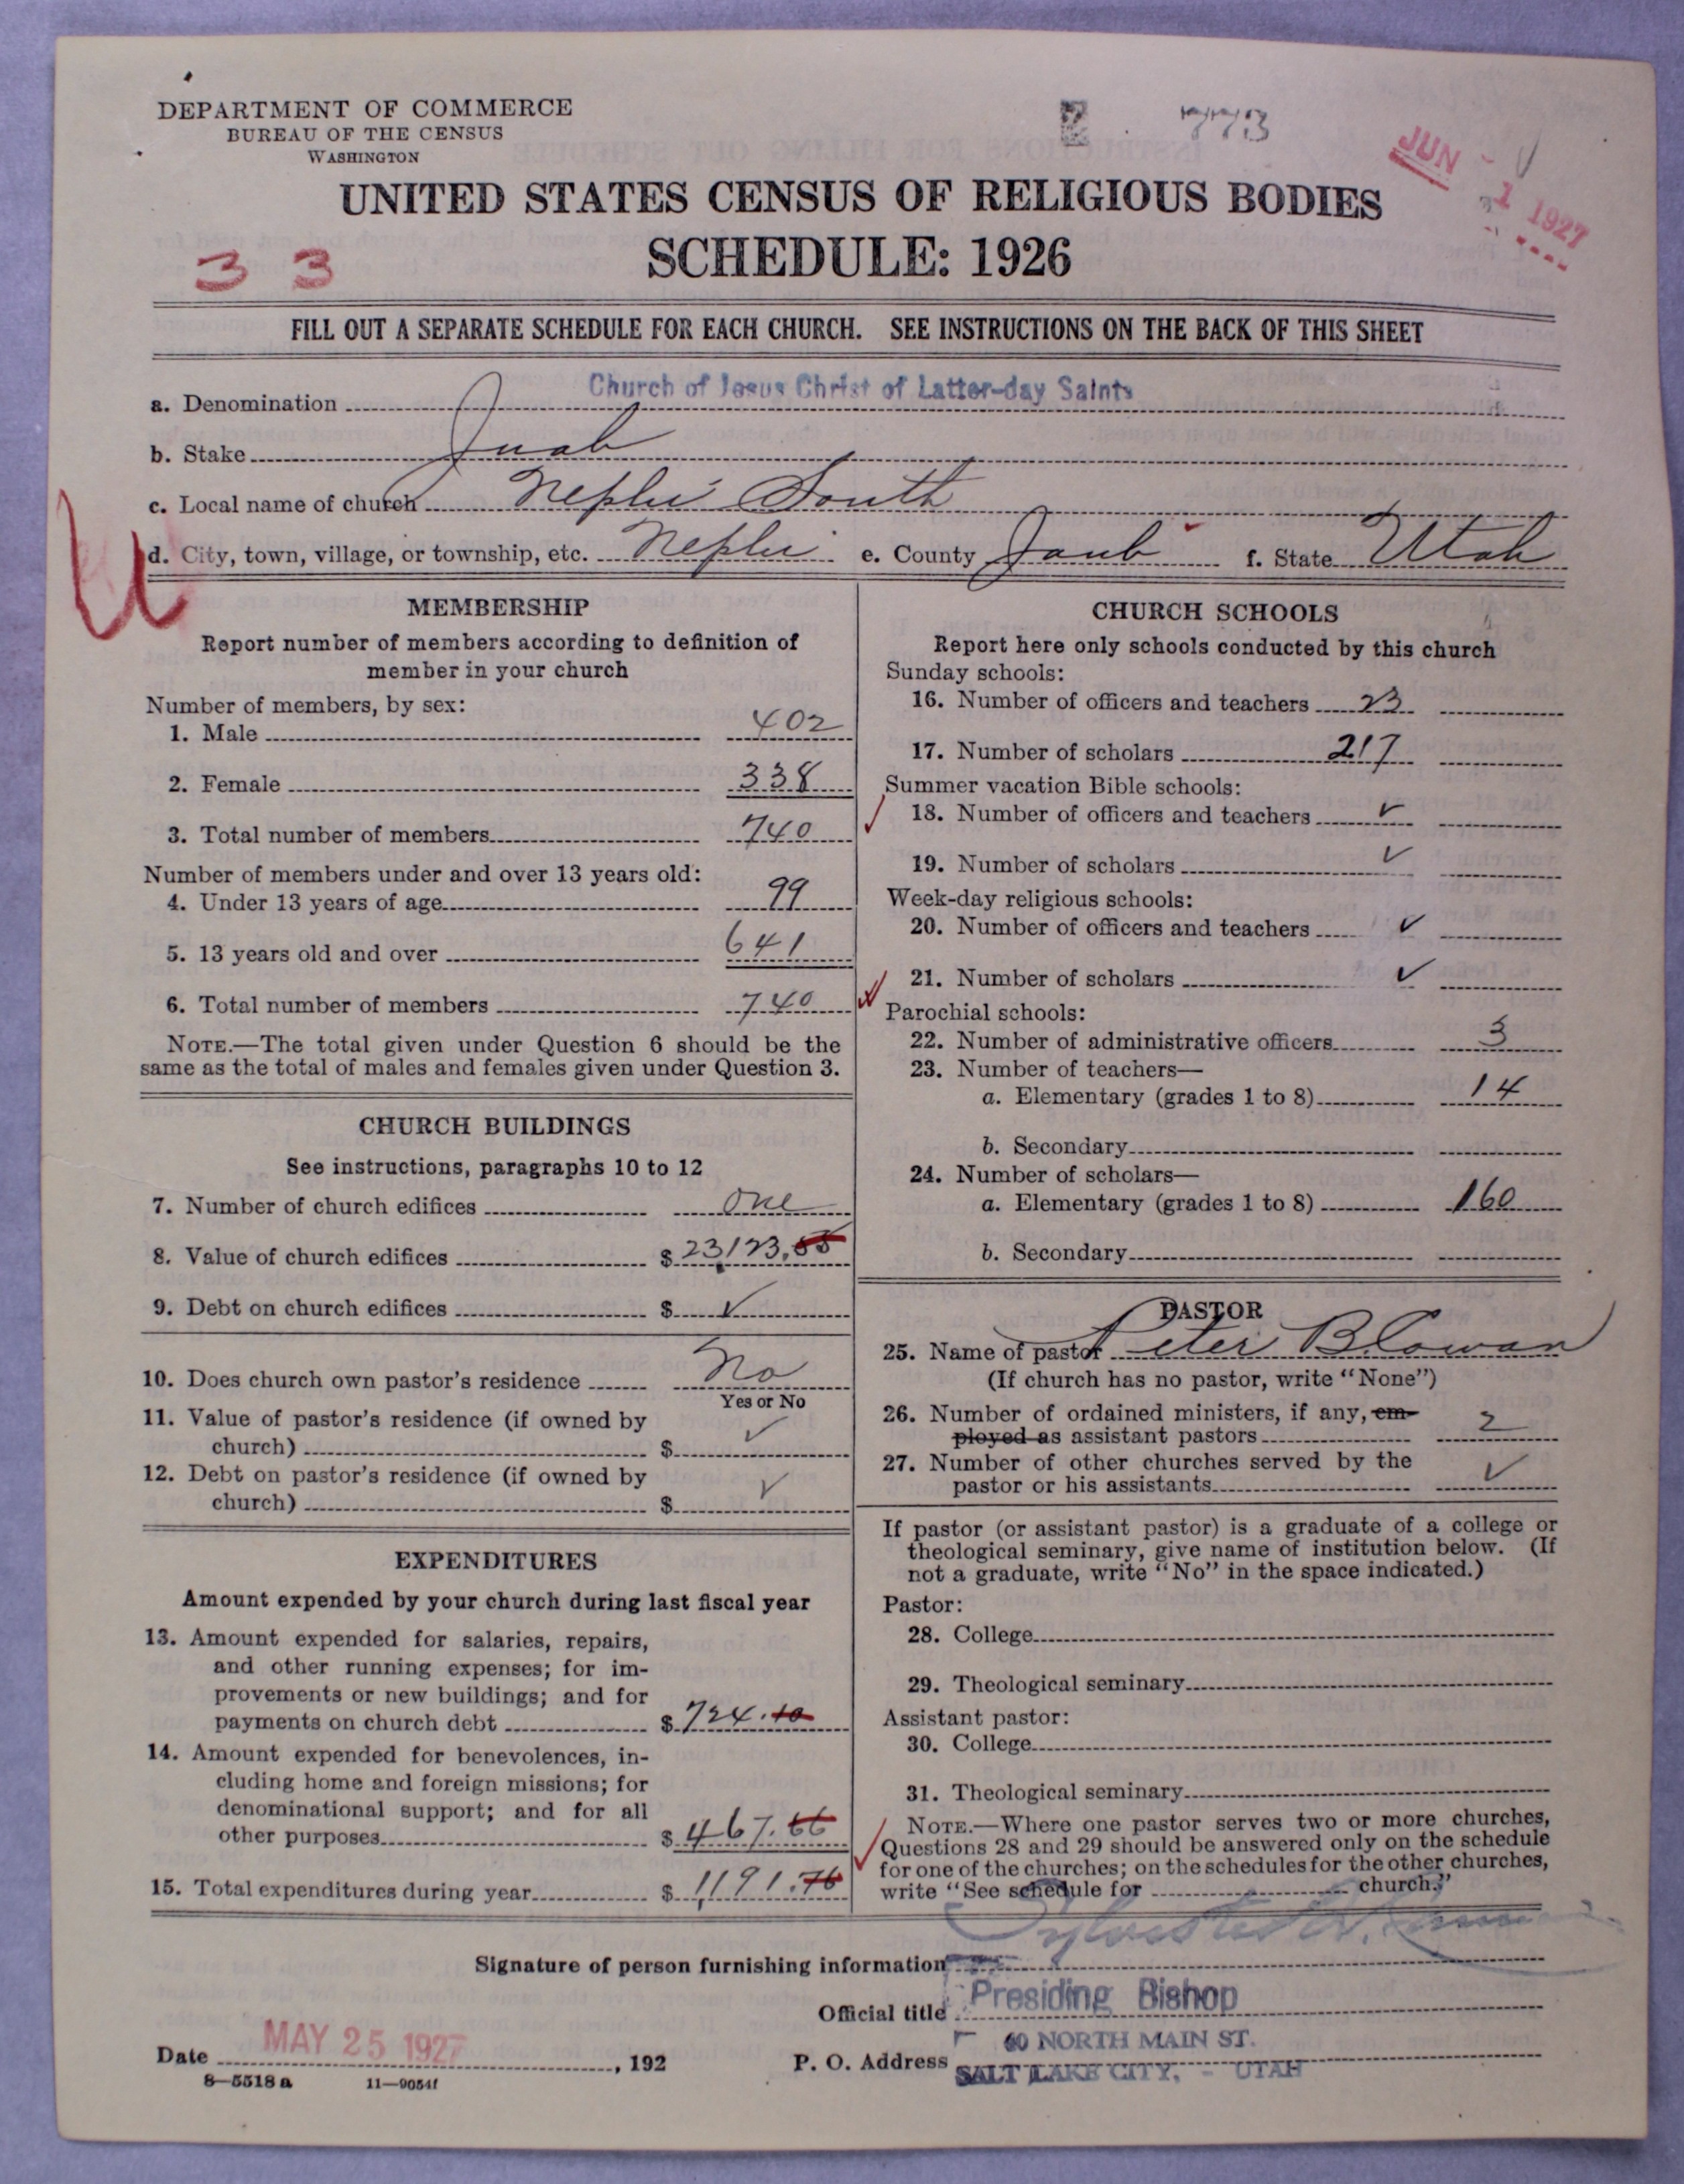 DEPARTMENT OF COMMERCE
BUREAU OF THE CENSUS
WASHINGTON
773
JUN 1 1927
UNITED STATES CENSUS OF RELIGIOUS BODIES
SCHEDULE: 1926
3 3
FILL OUT A SEPARATE SCHEDULE FOR EACH CHURCH. SEE INSTRUCTIONS ON THE BACK OF THIS SHEET
a. Denomination Church of Jesus Christ of Latter-day Saints
b. Stake Juab
c. Local name of church Nephi South
d. City, town, village, or township, etc. Nephi e. County Jaub f. State Utah
MEMBERSHIP
Report number of members according to definition of
member in your church
Number of members, by sex:
1. Male 402
2. Female 338
3. Total number of members 740
Number of members under and over 13 years old:
4. Under 13 years of age 99
5. 13 years old and over 641
6. Total number of members 740
NOTE.—The total given under Question 6 should be the
same as the total of males and females given under Question 3.
CHURCH BUILDINGS
See instructions, paragraphs 10 to 12
7. Number of church edifices one
8. Value of church edifices $ 23123.55
9. Debt on church edifices $ ✓
10. Does church own pastor's residence No
Yes or No
11. Value of pastor's residence (if owned by
church) $ ✓
12. Debt on pastor's residence (if owned by
church) $ ✓
EXPENDITURES
Amount expended by your church during last fiscal year
13. Amount expended for salaries, repairs,
and other running expenses; for im-
provements or new buildings; and for
payments on church debt $ 724.10
14. Amount expended for benevolences, in-
cluding home and foreign missions; for
denominational support; and for all
other purposes $ 467.66
15. Total expenditures during year $ 1,191.76
CHURCH SCHOOLS
Report here only schools conducted by this church
Sunday schools:
16. Number of officers and teachers 23
17. Number of scholars 217
Summer vacation Bible schools:
18. Number of officers and teachers ✓
19. Number of scholars ✓
Week-day religious schools:
20. Number of officers and teachers ✓
21. Number of scholars ✓
Parochial schools:
22. Number of administrative officers 3
23. Number of teachers—
a. Elementary (grades 1 to 8) 14
b. Secondary
24. Number of scholars—
a. Elementary (grades 1 to 8) 160
b. Secondary
PASTOR
25. Name of pastor Peter B. Cowan
(If church has no pastor, write "None")
26. Number of ordained ministers, if any, em-
ployed as assistant pastors 2
27. Number of other churches served by the
pastor or his assistants ✓
If pastor (or assistant pastor) is a graduate of a college or
theological seminary, give name of institution below. (If
not a graduate, write "No" in the space indicated.)
Pastor:
28. College
29. Theological seminary
Assistant pastor:
30. College
31. Theological seminary
NOTE.—Where one pastor serves two or more churches,
Questions 28 and 29 should be answered only on the schedule
for one of the churches; on the schedules for the other churches,
write "See schedule for church."
Signature of person furnishing information Sylvester
Official title Presiding Bishop
Date MAY 25 1927, 192
P. O. Address 40 NORTH MAIN ST.
SALT LAKE CITY, - UTAH
8—5518 a 11—9054f